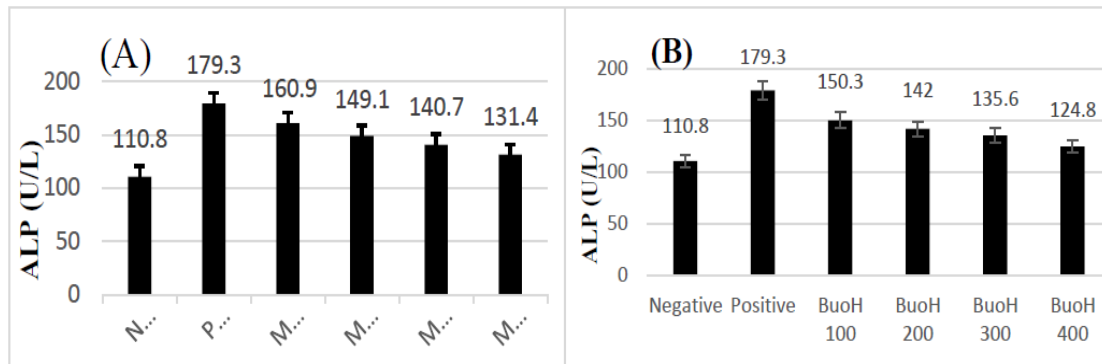 (A)
ALP (U/L)
200
150
100
50
0
110.8
179.3
160.9
149.1
140.7
131.4
N...
P...
M...
M...
M...
M...
(B)
ALP (U/L)
200
150
100
50
0
110.8
179.3
150.3
142
135.6
124.8
Negative
Positive
BuoH
100
BuoH
200
BuoH
300
BuoH
400